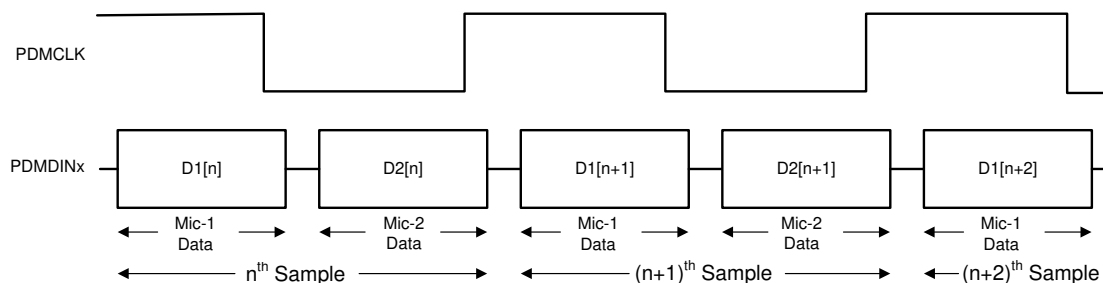 PDMCLK
PDMDINx
D1[n]
D2[n]
D1[n+1]
D2[n+1]
D1[n+2]
Mic-1
Data
Mic-2
Data
Mic-1
Data
Mic-2
Data
Mic-1
Data
nth Sample
(n+1)th Sample
(n+2)th Sample